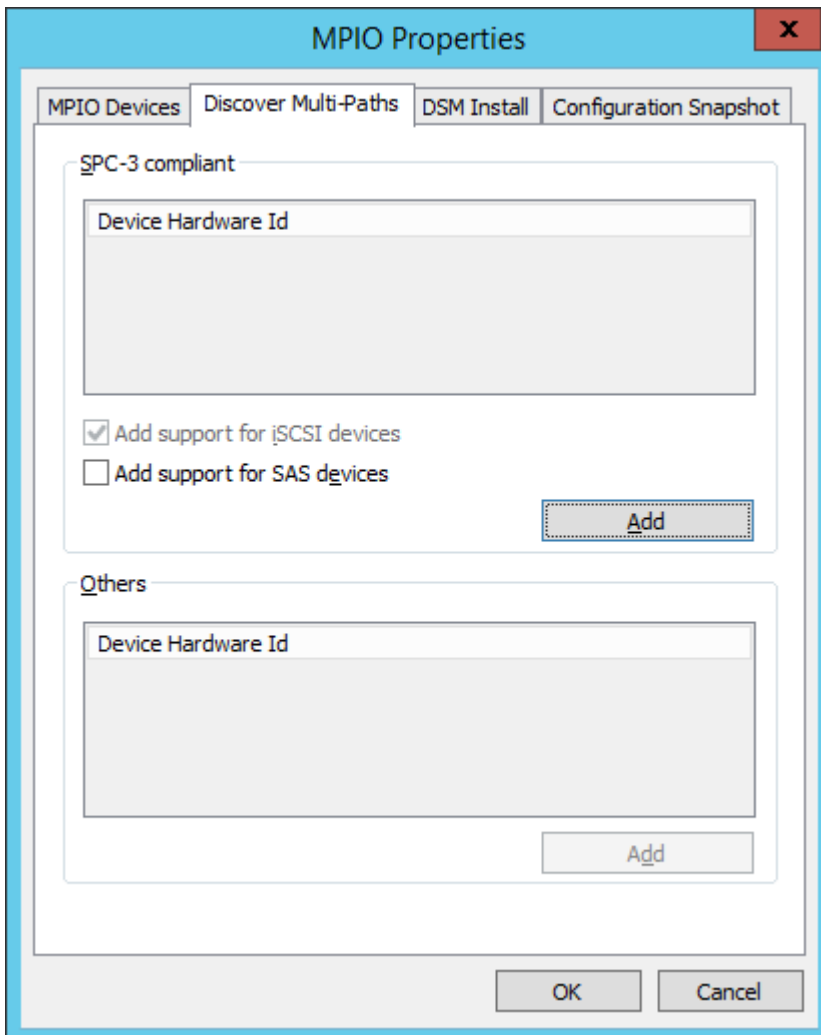 MPIO Properties
x
MPIO Devices Discover Multi-Paths DSM Install Configuration Snapshot
SPC-3 compliant
Device Hardware Id
Add support for iSCSI devices
Add support for SAS devices
Add
Others
Device Hardware Id
Add
OK Cancel